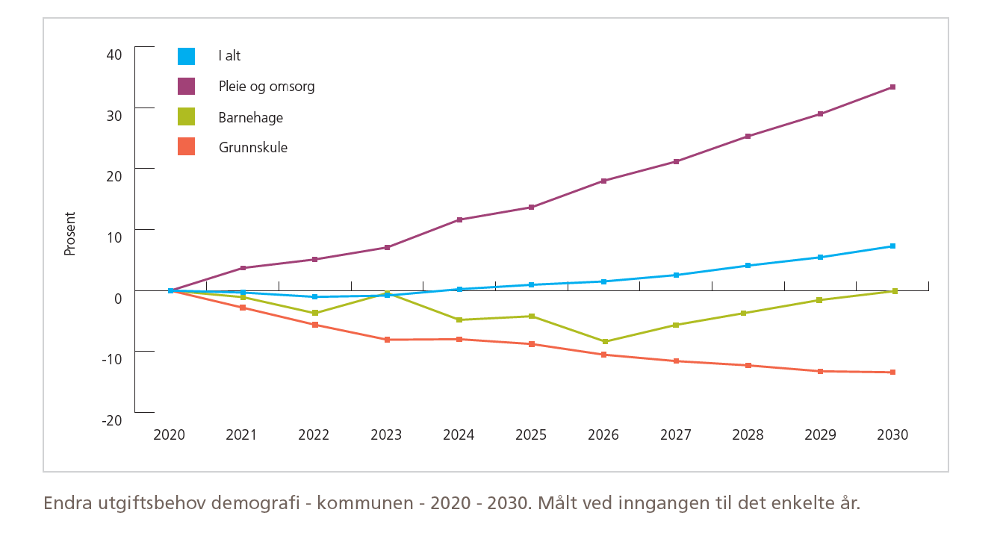 40
30
20
10
0
-10
-20
Prosent
I alt
Pleie og omsorg
Barnehage
Grunnskule
2020 2021 2022 2023 2024 2025 2026 2027 2028 2029 2030
Endra utgiftsbehov demografi - kommunen - 2020 - 2030. Målt ved inngangen til det enkelte år.